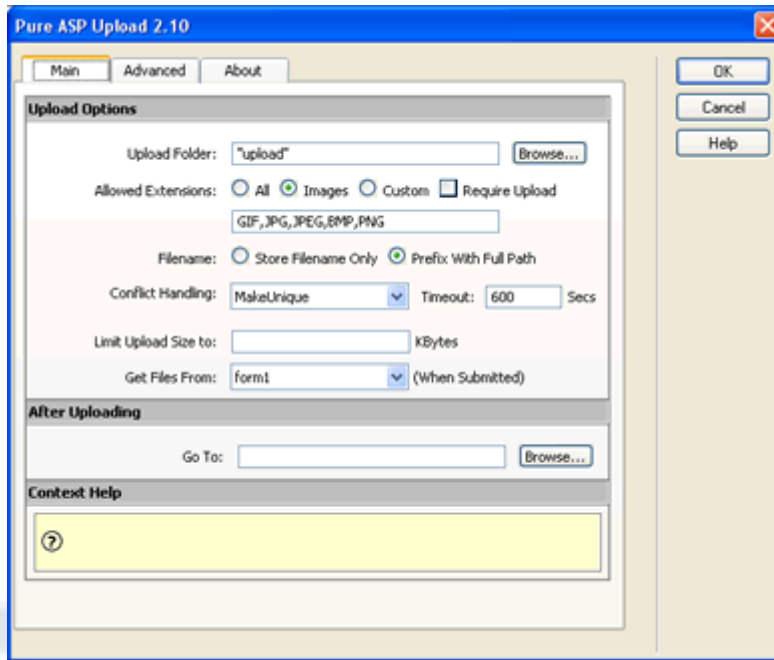 Pure ASP Upload 2.10
Main Advanced About
OK
Cancel
Help
Upload Options
Upload Folder: "upload" Browse...
Allowed Extensions: All Images Custom Require Upload
GIF,JPG,JPEG,BMP,PNG
Filename: Store Filename Only Prefix With Full Path
Conflict Handling: MakeUnique Timeout: 600 Secs
Limit Upload Size to: KBytes
Get Files From: form1 (When Submitted)
After Uploading
Go To: Browse...
Context Help
?